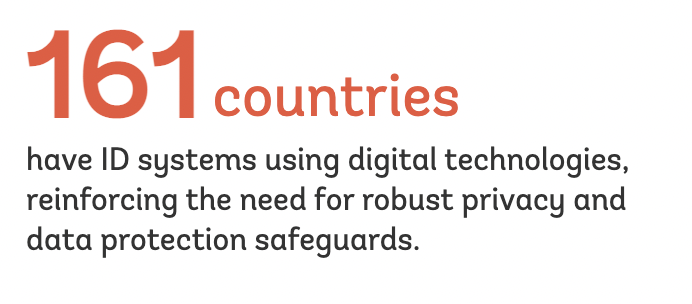 161 countries
have ID systems using digital technologies,
reinforcing the need for robust privacy and
data protection safeguards.